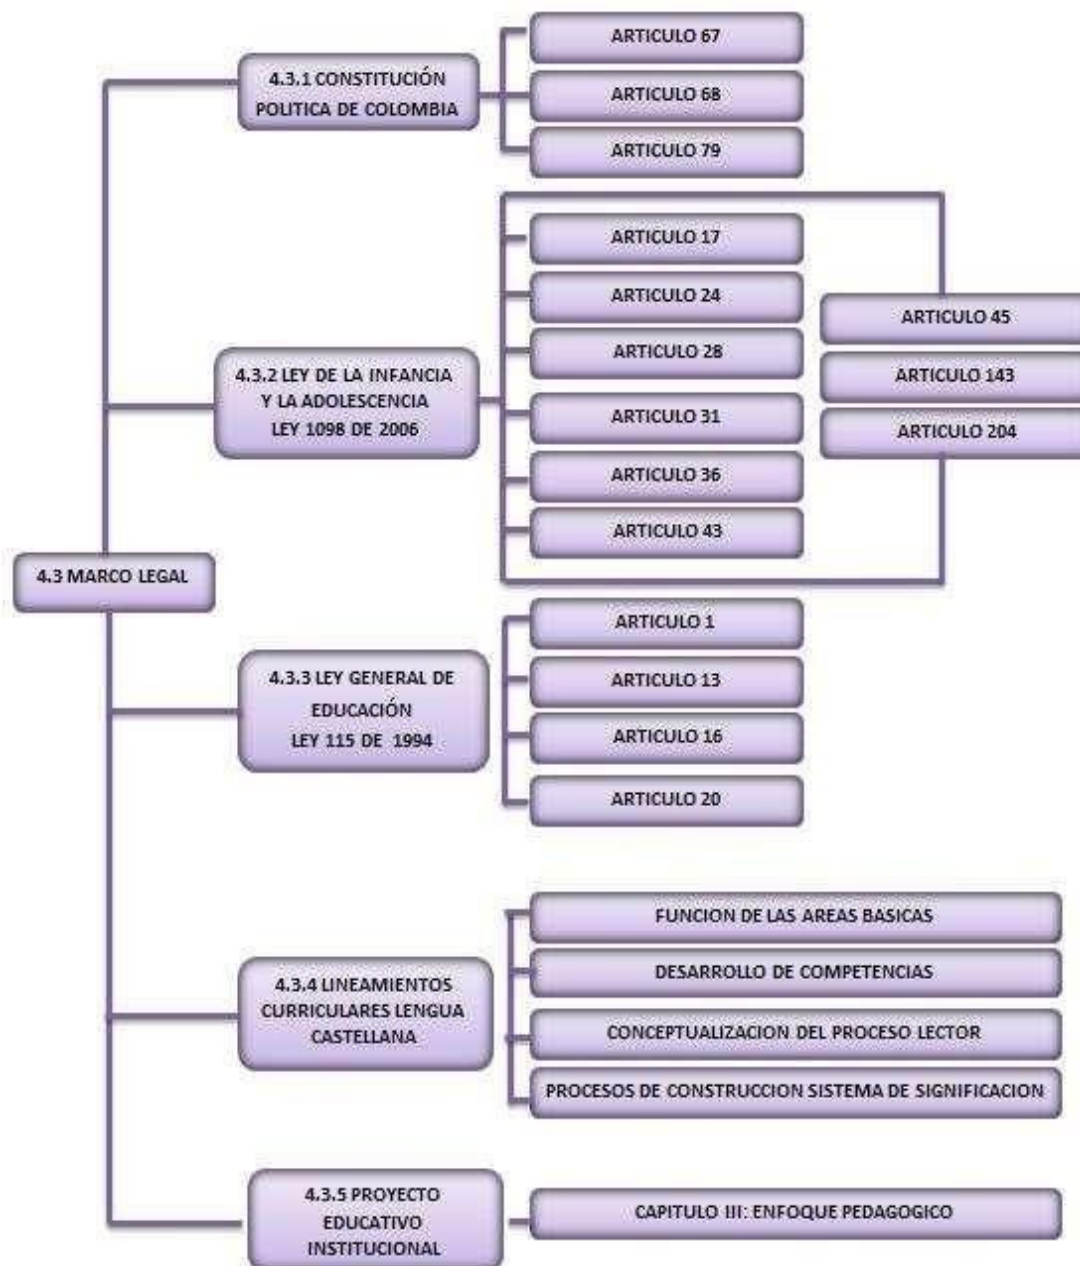 4.3 MARCO LEGAL
4.3.1 CONSTITUCIÓN
POLITICA DE COLOMBIA
ARTICULO 67
ARTICULO 68
ARTICULO 79
4.3.2 LEY DE LA INFANCIA
Y LA ADOLESCENCIA
LEY 1098 DE 2006
ARTICULO 17
ARTICULO 24
ARTICULO 28
ARTICULO 31
ARTICULO 36
ARTICULO 43
ARTICULO 45
ARTICULO 143
ARTICULO 204
4.3.3 LEY GENERAL DE
EDUCACIÓN
LEY 115 DE 1994
ARTICULO 1
ARTICULO 13
ARTICULO 16
ARTICULO 20
4.3.4 LINEAMIENTOS
CURRICULARES LENGUA
CASTELLANA
FUNCION DE LAS AREAS BASICAS
DESARROLLO DE COMPETENCIAS
CONCEPTUALIZACION DEL PROCESO LECTOR
PROCESOS DE CONSTRUCCION SISTEMA DE SIGNIFICACION
4.3.5 PROYECTO
EDUCATIVO
INSTITUCIONAL
CAPITULO III: ENFOQUE PEDAGOGICO